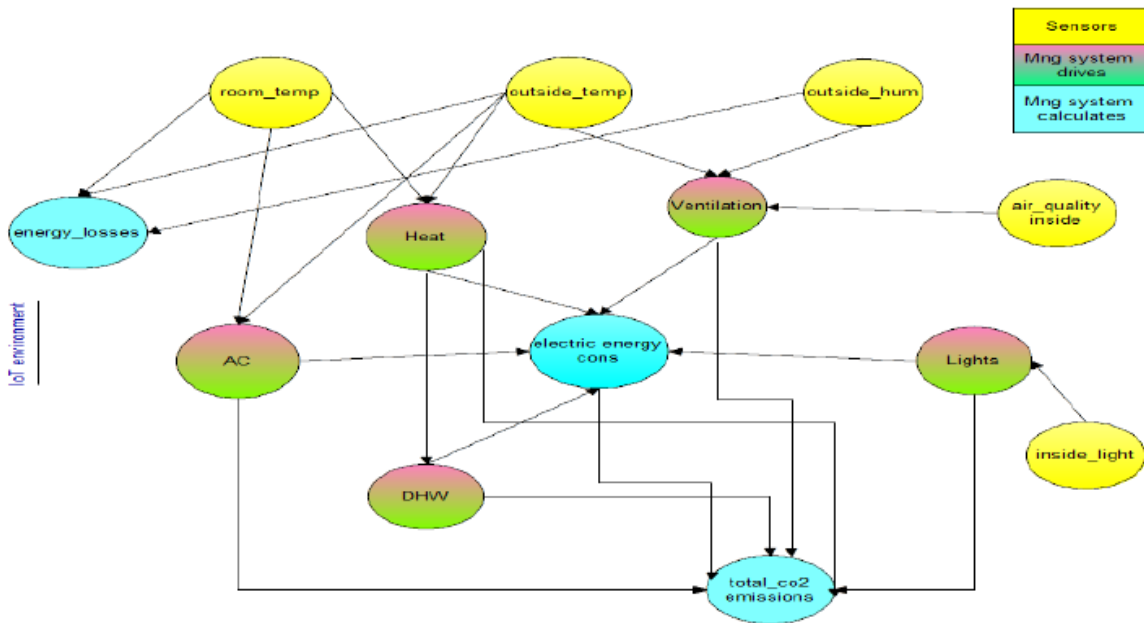 Sensors
Mng system
drives
Mng system
calculates
room_temp
outside_temp
outside_hum
air_quality
inside
Ventilation
energy_losses
Heat
IoT environment
AC
electric energy
cons
Lights
inside_light
DHW
total_co2
emissions